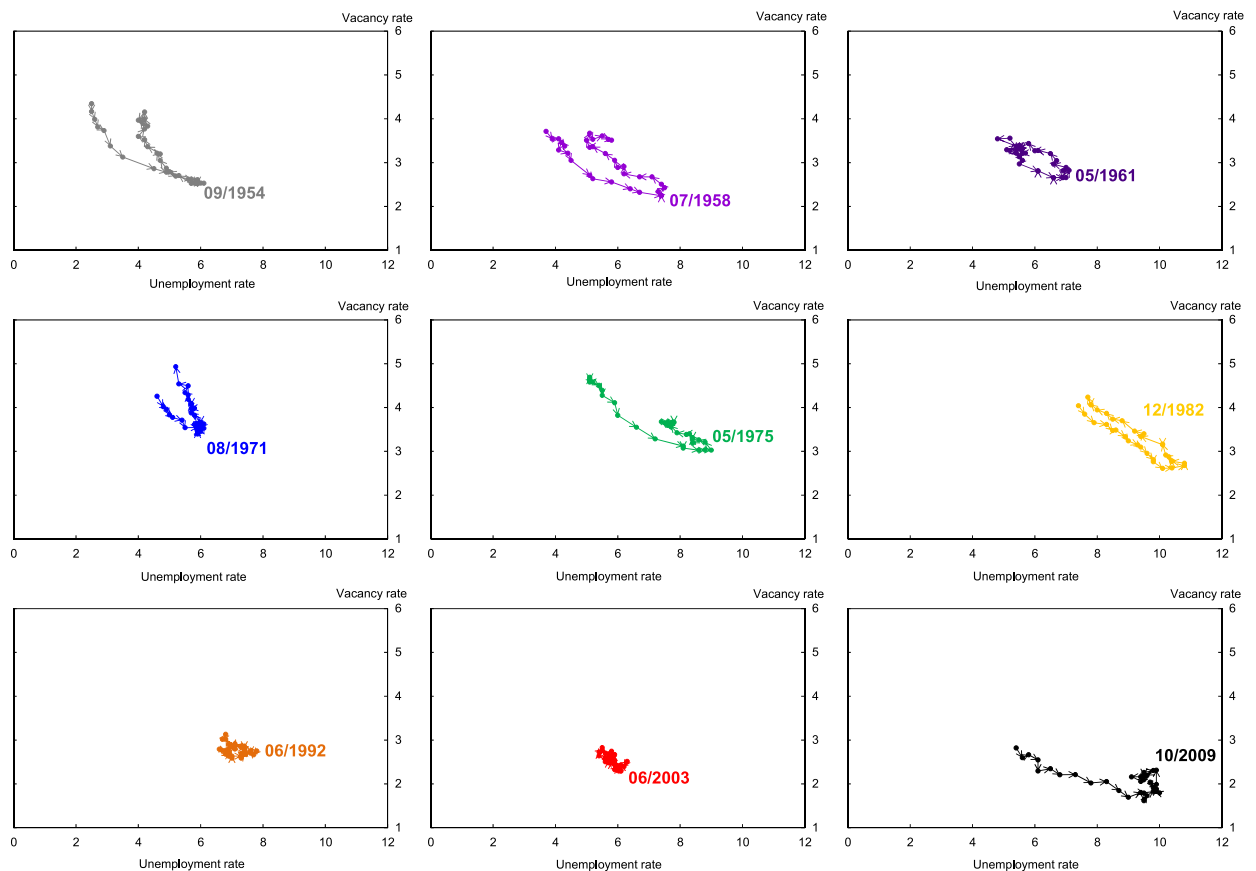 Vacancy rate Vacancy rate Vacancy rate
6 6 6
5 5 5
4 4 4
3 3 3
09/1954 07/1958 05/1961
2 2 2
1 1 1
0 2 4 6 8 10 12 0 2 4 6 8 10 12 0 2 4 6 8 10 12
Unemployment rate Unemployment rate Unemployment rate
Vacancy rate Vacancy rate Vacancy rate
6 6 6
5 5 5
4 4 4
12/1982
08/1971 05/1975
3 3 3
2 2 2
1 1 1
0 2 4 6 8 10 12 0 2 4 6 8 10 12 0 2 4 6 8 10 12
Unemployment rate Unemployment rate Unemployment rate
Vacancy rate Vacancy rate Vacancy rate
6 6 6
5 5 5
4 4 4
3 3 3
06/1992 06/2003 10/2009
2 2 2
1 1 1
0 2 4 6 8 10 12 0 2 4 6 8 10 12 0 2 4 6 8 10 12
Unemployment rate Unemployment rate Unemployment rate